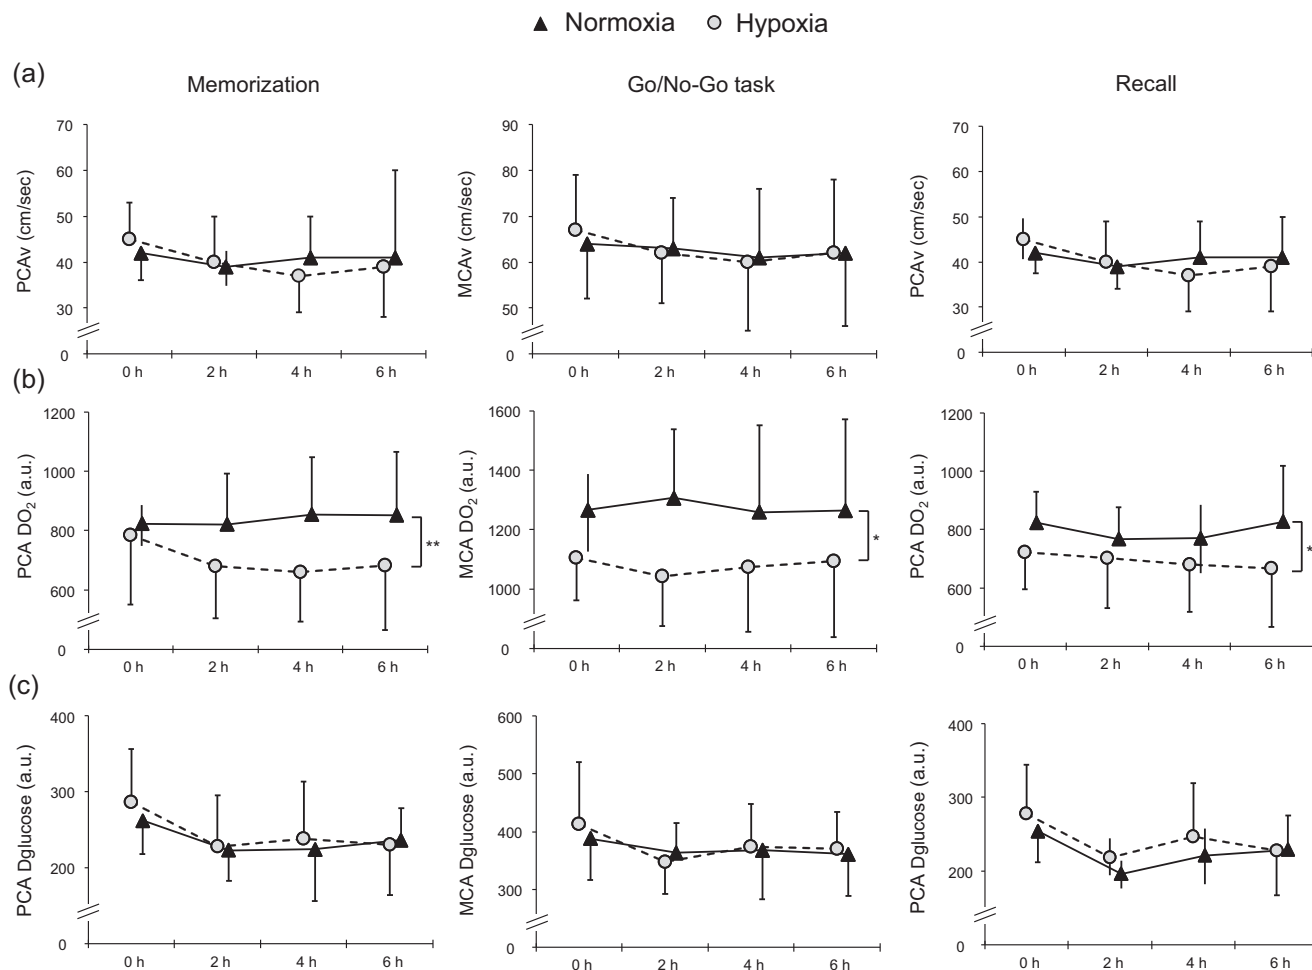 ▲ Normoxia ○ Hypoxia
(a)
Memorization
Go/No-Go task
Recall
PCAv (cm/sec)
70
60
50
40
30
0
0 h 2 h 4 h 6 h
MCAv (cm/sec)
90
80
70
60
50
0
0 h 2 h 4 h 6 h
PCAv (cm/sec)
70
60
50
40
30
0
0 h 2 h 4 h 6 h
(b)
PCA DO₂ (a.u.)
1200
1000
800
600
0
**
0 h 2 h 4 h 6 h
MCA DO₂ (a.u.)
1600
1400
1200
1000
0
*
0 h 2 h 4 h 6 h
PCA DO₂ (a.u.)
1200
1000
800
600
0
*
0 h 2 h 4 h 6 h
(c)
PCA Dglucose (a.u.)
400
300
200
0
0 h 2 h 4 h 6 h
MCA Dglucose (a.u.)
600
500
400
300
0
0 h 2 h 4 h 6 h
PCA Dglucose (a.u.)
400
300
200
0
0 h 2 h 4 h 6 h